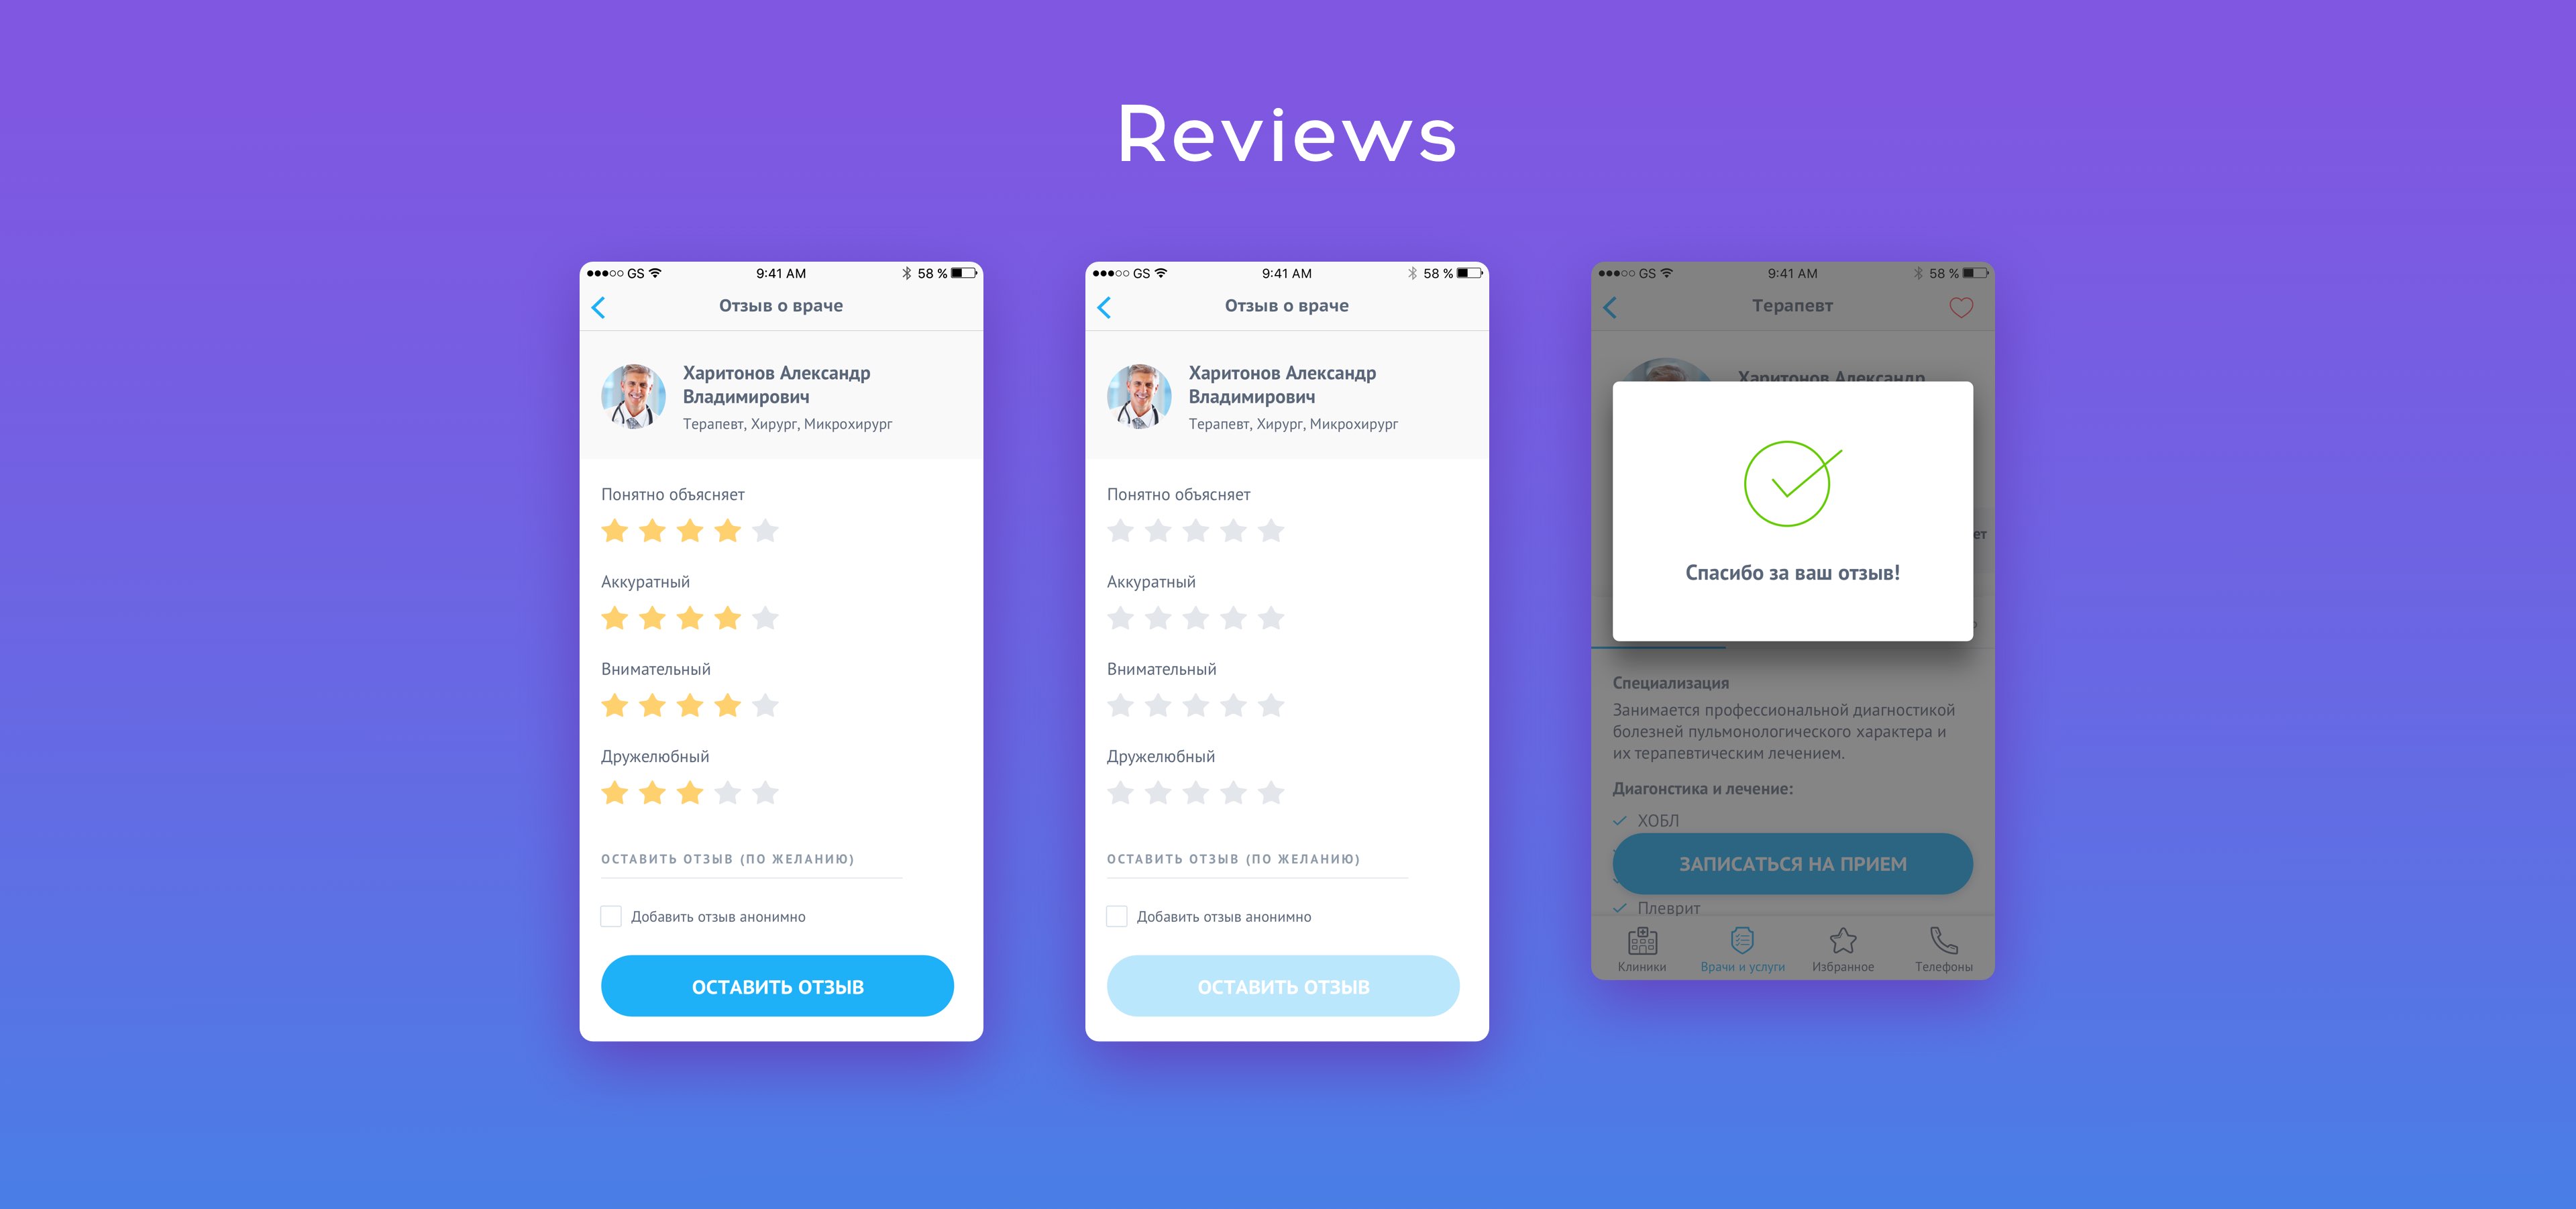 Reviews
GS 9:41 AM 58 %
Отзыв о враче
Харитонов Александр
Владимирович
Терапевт, Хирург, Микрохирург
Понятно объясняет
Аккуратный
Внимательный
Дружелюбный
ОСТАВИТЬ ОТЗЫВ (ПО ЖЕЛАНИЮ)
Добавить отзыв анонимно
ОСТАВИТЬ ОТЗЫВ
GS 9:41 AM 58 %
Отзыв о враче
Харитонов Александр
Владимирович
Терапевт, Хирург, Микрохирург
Понятно объясняет
Аккуратный
Внимательный
Дружелюбный
ОСТАВИТЬ ОТЗЫВ (ПО ЖЕЛАНИЮ)
Добавить отзыв анонимно
ОСТАВИТЬ ОТЗЫВ
GS 9:41 AM 58 %
Терапевт
Харитонов Александр
Спасибо за ваш отзыв!
Специализация
Занимается профессиональной диагностикой
болезней пульмонологического характера и
их терапевтическим лечением.
Диагонстика и лечение:
ХОБЛ
ЗАПИСАТЬСЯ НА ПРИЕМ
Плеврит
Клиники Врачи и услуги Избранное Телефоны